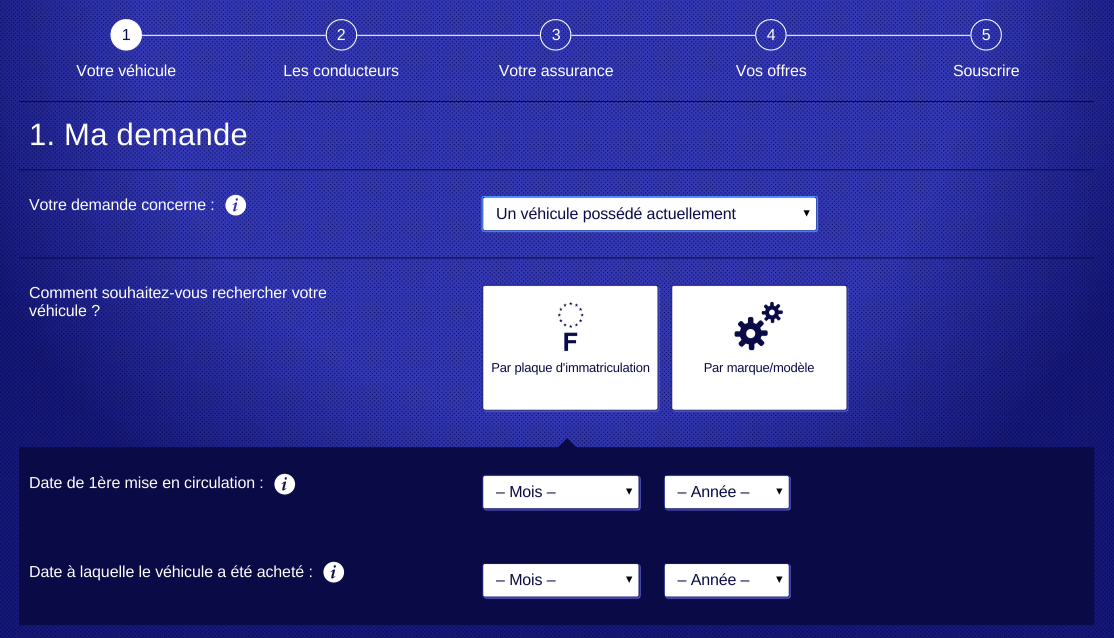 1 2 3 4 5
Votre véhicule Les conducteurs Votre assurance Vos offres Souscrire
1. Ma demande
Votre demande concerne : i Un véhicule possédé actuellement
Comment souhaitez-vous rechercher votre
véhicule ?
F
Par plaque d'immatriculation Par marque/modèle
Date de 1ère mise en circulation : i – Mois – – Année –
Date à laquelle le véhicule a été acheté : i – Mois – – Année –